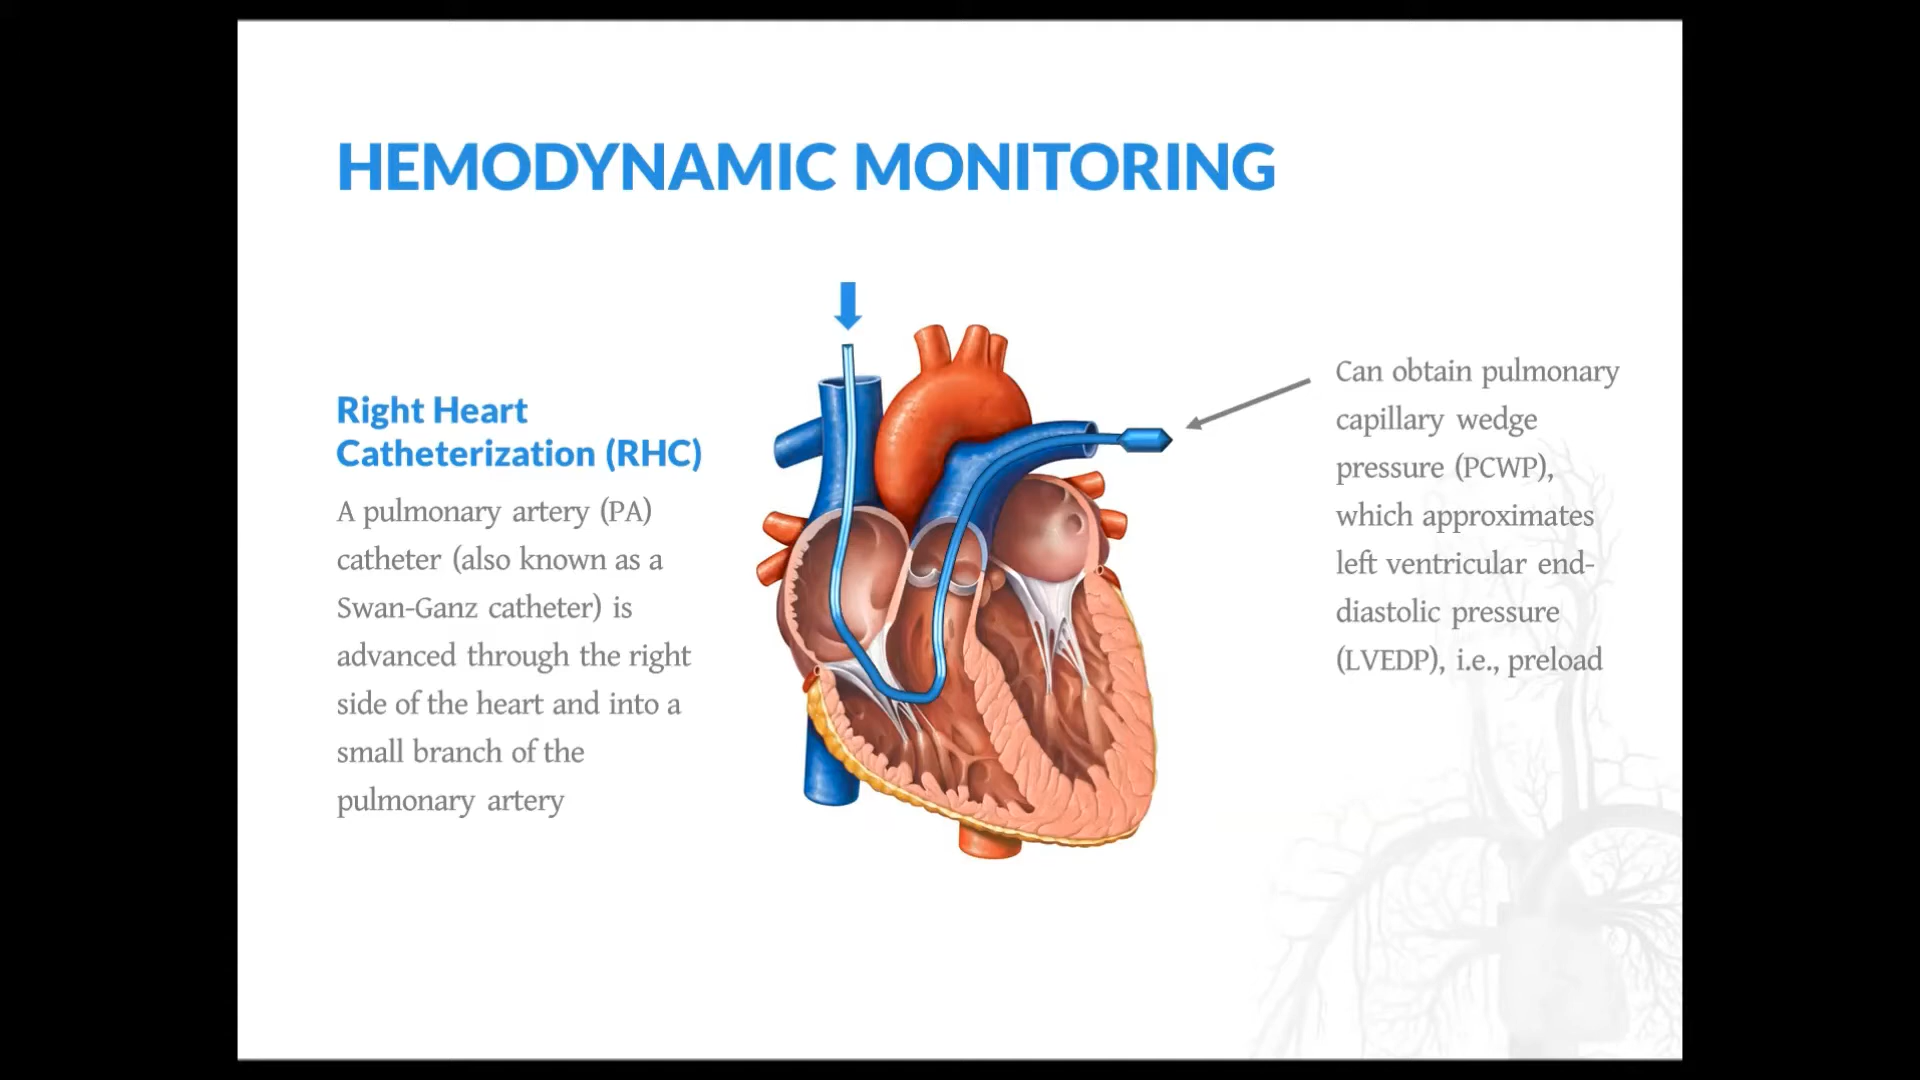 HEMODYNAMIC MONITORING
Right Heart
Catheterization (RHC)
A pulmonary artery (PA)
catheter (also known as a
Swan-Ganz catheter) is
advanced through the right
side of the heart and into a
small branch of the
pulmonary artery
Can obtain pulmonary
capillary wedge
pressure (PCWP),
which approximates
left ventricular end-
diastolic pressure
(LVEDP), i.e., preload